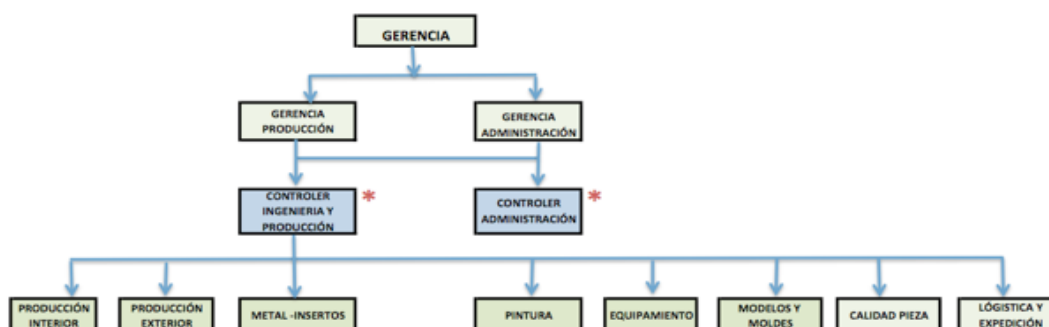 GERENCIA
GERENCIA
PRODUCCIÓN
GERENCIA
ADMINISTRACIÓN
CONTROLER
INGENIERIA Y
PRODUCCIÓN
*
CONTROLER
ADMINISTRACIÓN
*
PRODUCCIÓN
INTERIOR
PRODUCCIÓN
EXTERIOR
METAL -INSERTOS
PINTURA
EQUIPAMIENTO
MODELOS Y
MOLDES
CALIDAD PIEZA
LÓGISTICA Y
EXPEDICIÓN